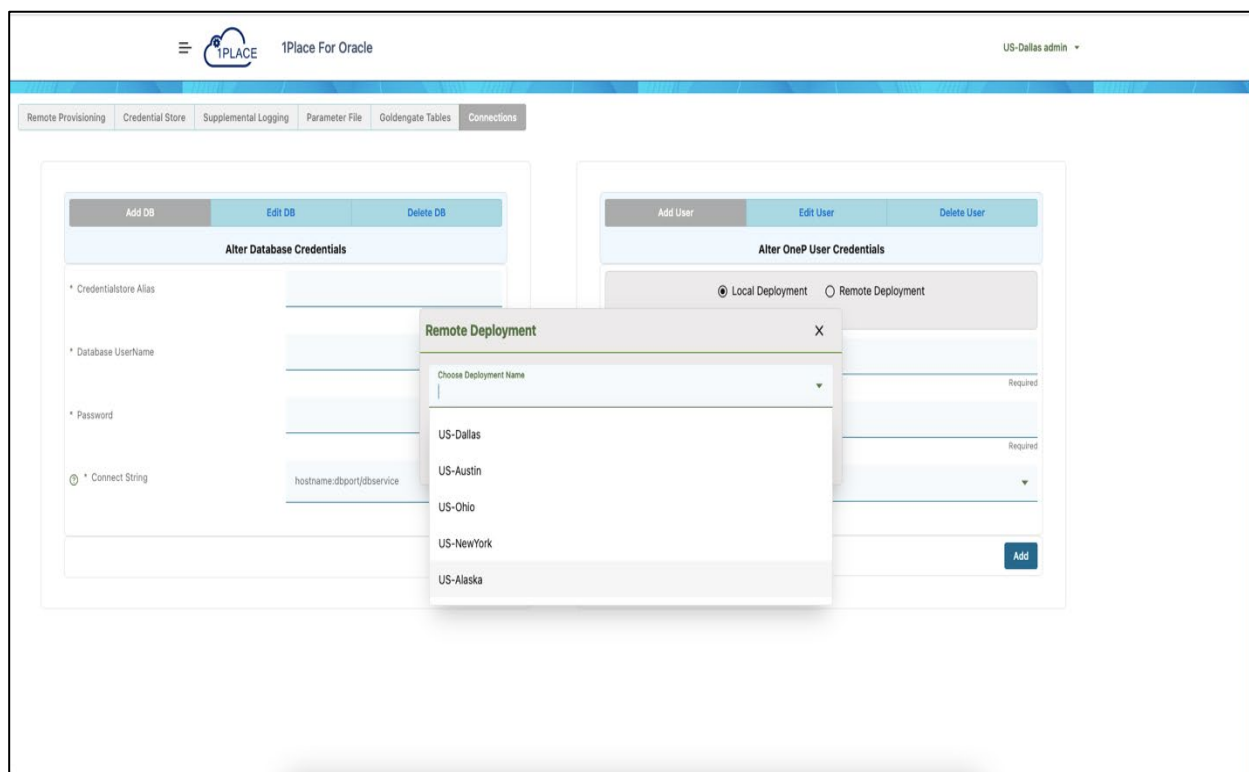 1PLACE
1Place For Oracle
US-Dallas admin
Remote Provisioning
Credential Store
Supplemental Logging
Parameter File
Goldengate Tables
Connections
Add DB
Edit DB
Delete DB
Alter Database Credentials
* Credentialstore Alias
* Database UserName
* Password
? * Connect String
hostname:dbport/dbservice
Add User
Edit User
Delete User
Alter OneP User Credentials
Local Deployment
Remote Deployment
Required
Required
Add
Remote Deployment
X
Choose Deployment Name
US-Dallas
US-Austin
US-Ohio
US-NewYork
US-Alaska